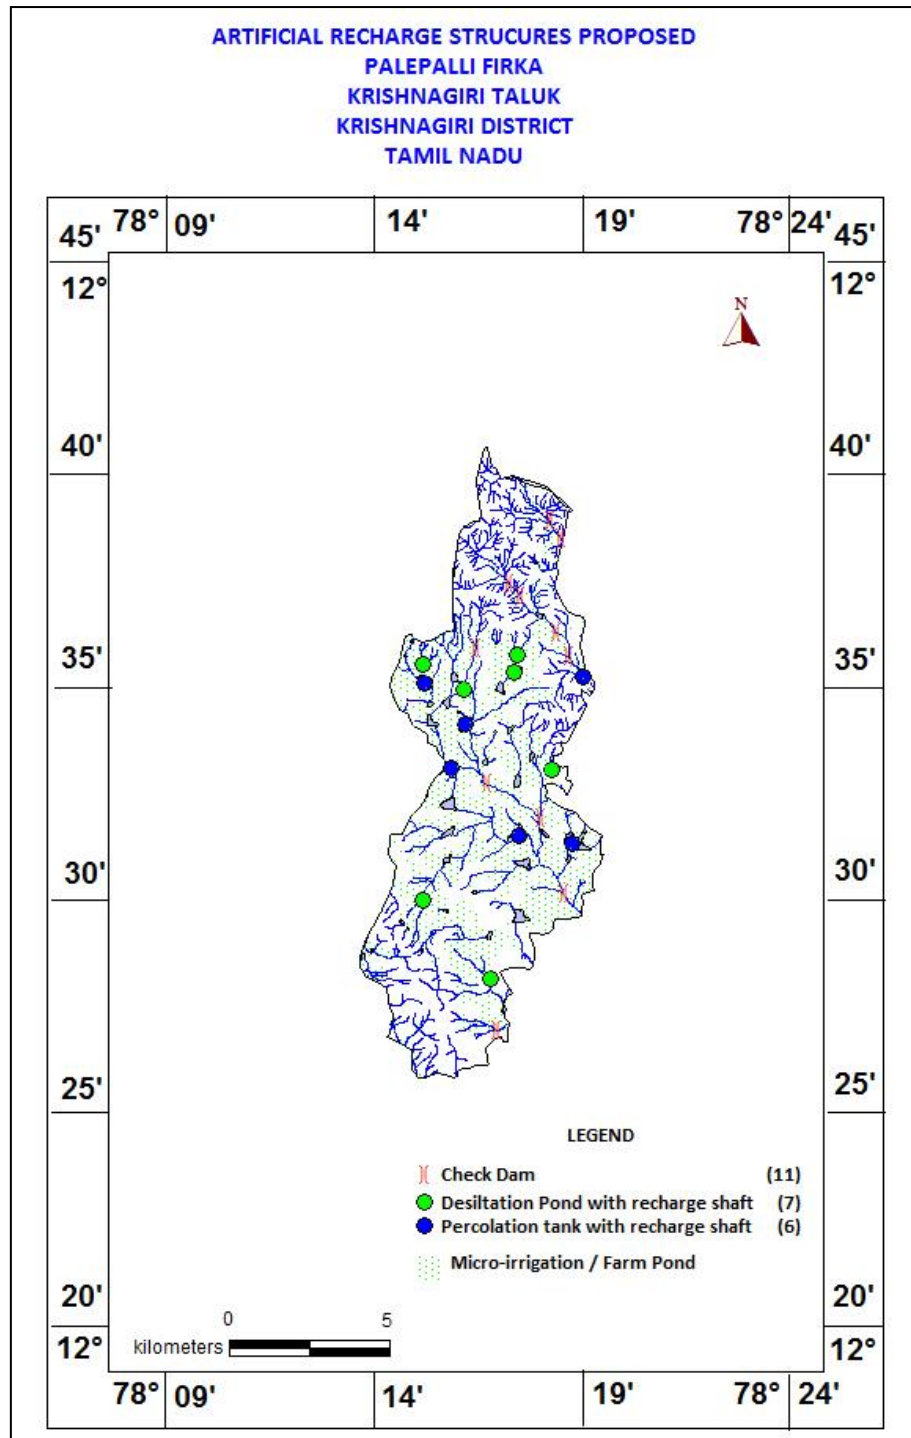 ARTIFICIAL RECHARGE STRUCURES PROPOSED
PALEPALLI FIRKA
KRISHNAGIRI TALUK
KRISHNAGIRI DISTRICT
TAMIL NADU
45' 78° 09' 14' 19' 78° 24' 45'
12° 12°
N
40' 40'
35' 35'
30' 30'
25' 25'
LEGEND
Check Dam (11)
Desiltation Pond with recharge shaft (7)
Percolation tank with recharge shaft (6)
Micro-irrigation / Farm Pond
20' 20'
0 5
kilometers
12° 12°
78° 09' 14' 19' 78° 24'